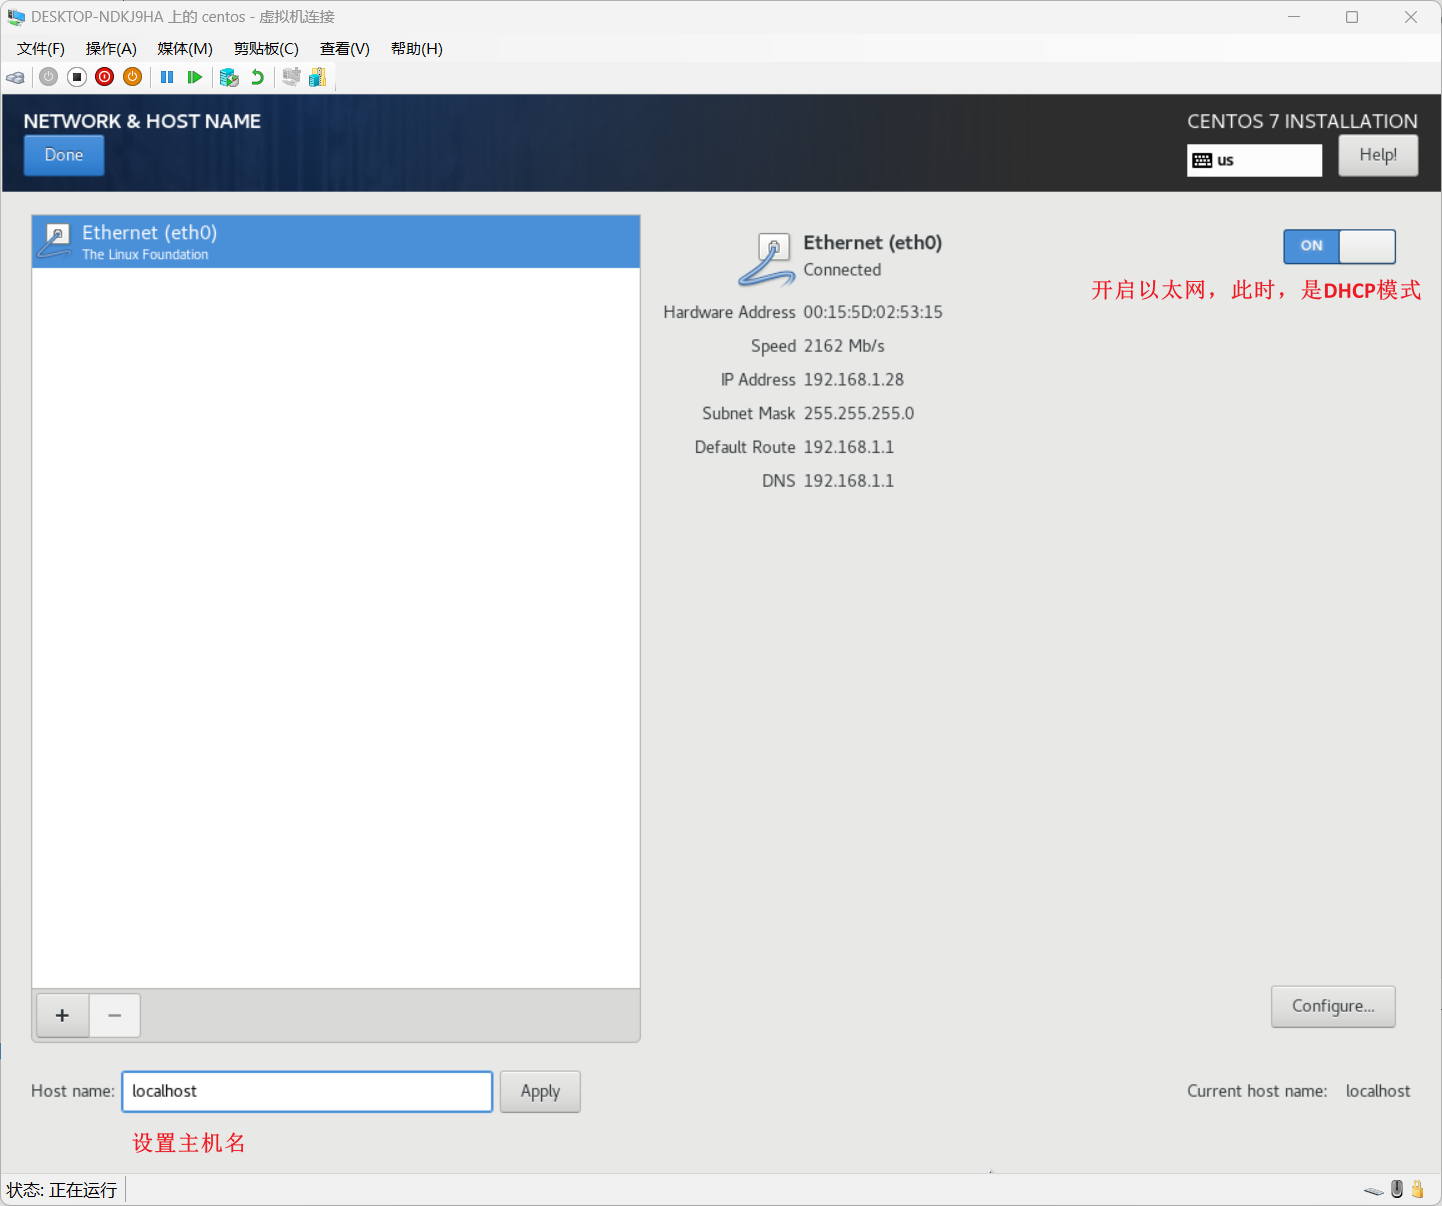 DESKTOP-NDKJ9HA 上的 centos - 虚拟机连接
文件(F) 操作(A) 媒体(M) 剪贴板(C) 查看(V) 帮助(H)
NETWORK & HOST NAME
CENTOS 7 INSTALLATION
Done
us
Help!
Ethernet (eth0)
The Linux Foundation
Ethernet (eth0)
Connected
ON
开启以太网，此时，是DHCP模式
Hardware Address 00:15:5D:02:53:15
Speed 2162 Mb/s
IP Address 192.168.1.28
Subnet Mask 255.255.255.0
Default Route 192.168.1.1
DNS 192.168.1.1
+ −
Configure...
Host name: localhost Apply
Current host name: localhost
设置主机名
状态: 正在运行